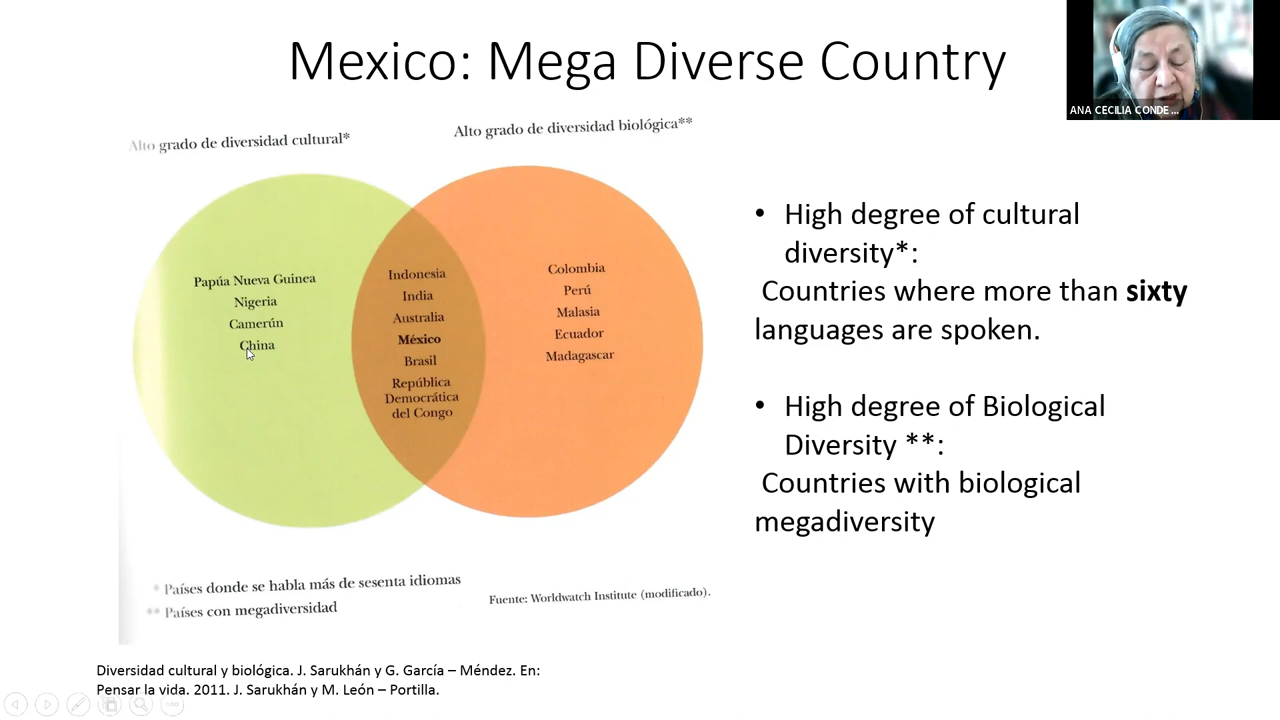 Mexico: Mega Diverse Country
ANA CECILIA CONDE ...
Alto grado de diversidad cultural*
Alto grado de diversidad biológica**
Papúa Nueva Guinea
Nigeria
Camerún
China
Indonesia
India
Australia
México
Brasil
República
Democrática
del Congo
Colombia
Perú
Malasia
Ecuador
Madagascar
* Países donde se habla más de sesenta idiomas
** Países con megadiversidad
Fuente: Worldwatch Institute (modificado).
• High degree of cultural
diversity*:
Countries where more than sixty
languages are spoken.
• High degree of Biological
Diversity **:
Countries with biological
megadiversity
Diversidad cultural y biológica. J. Sarukhán y G. García – Méndez. En:
Pensar la vida. 2011. J. Sarukhán y M. León – Portilla.